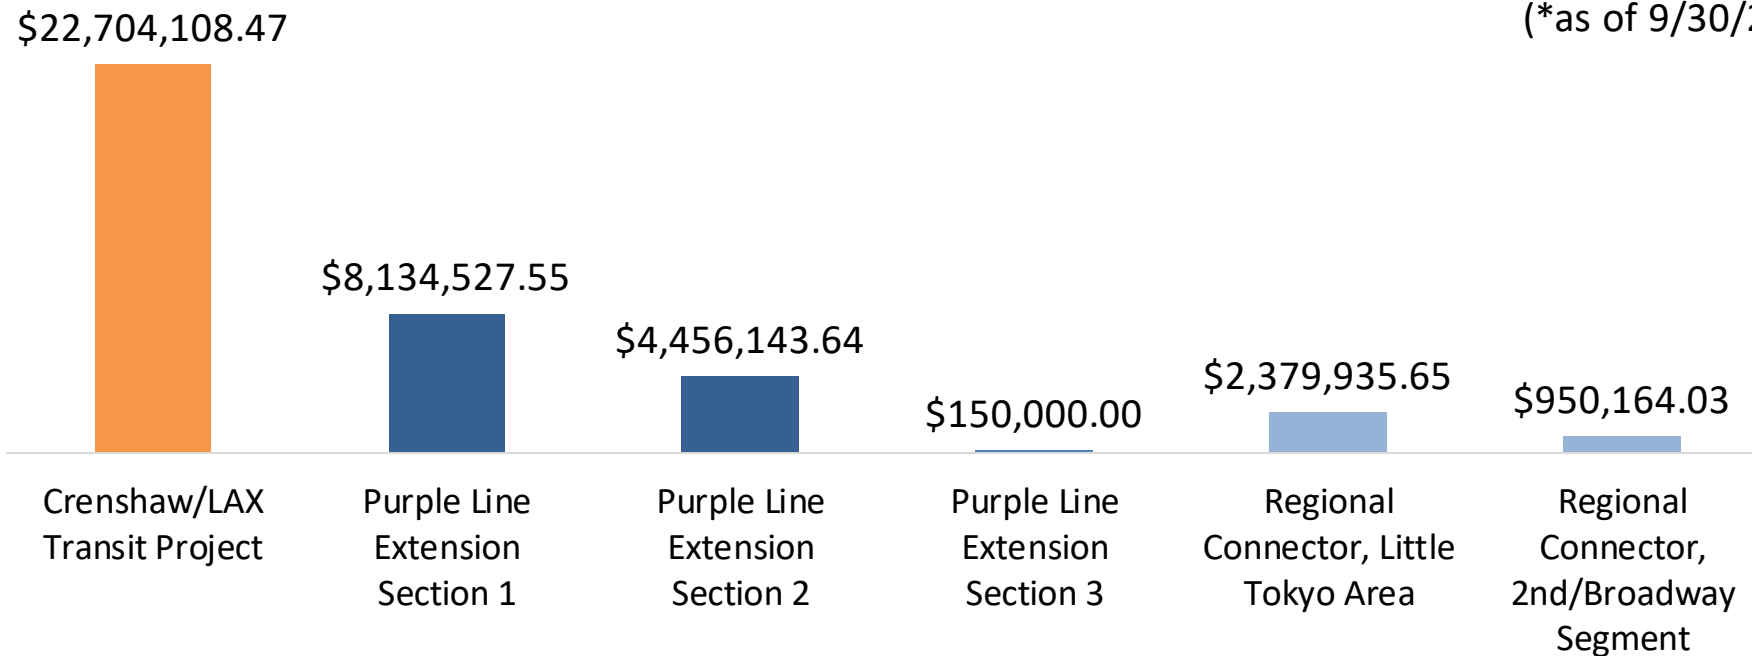 (*as of 9/30/2
$22,704,108.47
$8,134,527.55
$4,456,143.64
$150,000.00
$2,379,935.65
$950,164.03
Crenshaw/LAX
Transit Project
Purple Line
Extension
Section 1
Purple Line
Extension
Section 2
Purple Line
Extension
Section 3
Regional
Connector, Little
Tokyo Area
Regional
Connector,
2nd/Broadway
Segment